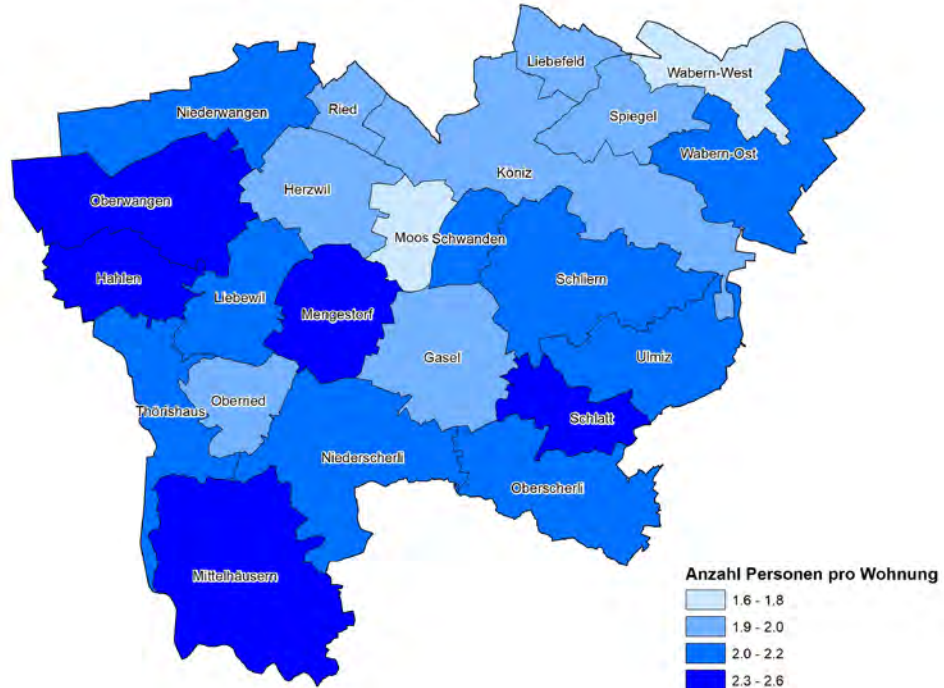 Liebefeld
Wabern-West
Niederwangen
Ried
Spiegel
Wabern-Ost
Köniz
Herzwil
Oberwangen
Moos
Schwanden
Hahlen
Schliern
Liebewil
Mengestorf
Gasel
Ulmiz
Oberried
Thörishaus
Schlatt
Niederscherli
Oberscherli
Mittelhäusern
Anzahl Personen pro Wohnung
1.6 - 1.8
1.9 - 2.0
2.0 - 2.2
2.3 - 2.6